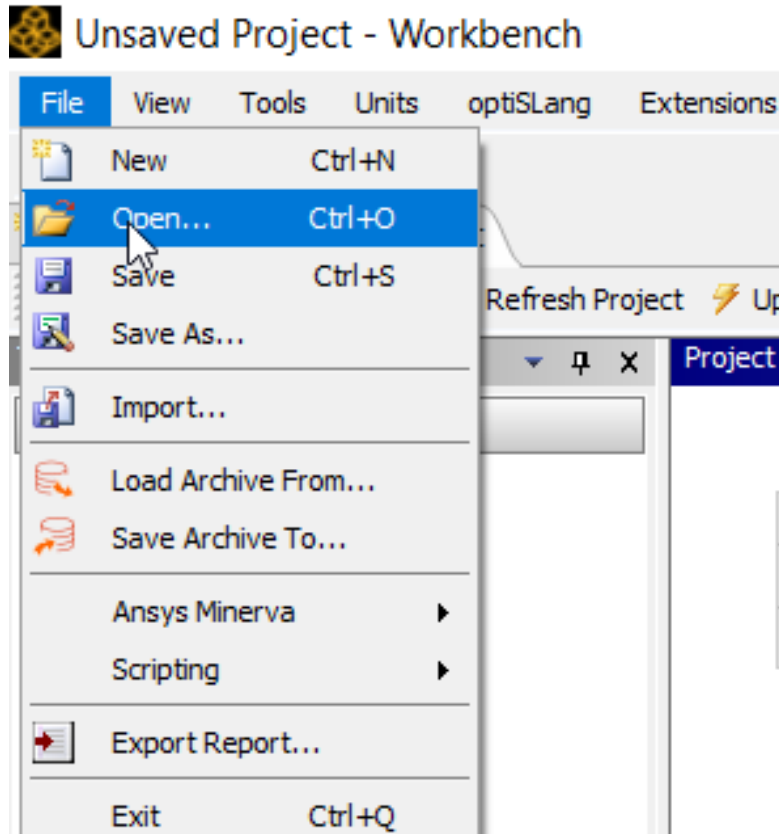 Unsaved Project - Workbench
File View Tools Units optiSLang Extensions
New Ctrl+N
Open... Ctrl+O
Save Ctrl+S
Refresh Project
Save As...
Project
Import...
Load Archive From...
Save Archive To...
Ansys Minerva
Scripting
Export Report...
Exit Ctrl+Q